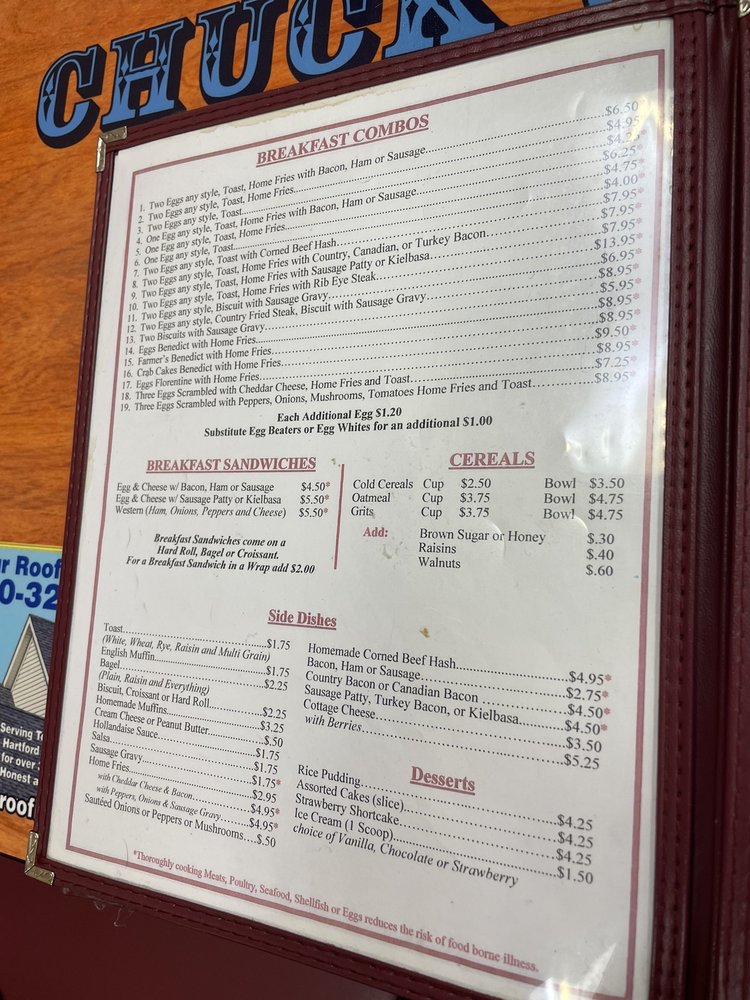 CHUCK
BREAKFAST COMBOS
1. Two Eggs any style, Toast, Home Fries with Bacon, Ham or Sausage $6.50
2. Two Eggs any style, Toast, Home Fries $4.95
3. Two Eggs any style, Toast $4.25*
4. One Egg any style, Toast, Home Fries with Bacon, Ham or Sausage $6.25*
5. One Egg any style, Toast, Home Fries $4.75*
6. One Egg any style, Toast $4.00*
7. Two Eggs any style, Toast with Corned Beef Hash $7.95*
8. Two Eggs any style, Toast, Home Fries with Country, Canadian, or Turkey Bacon $7.95*
9. Two Eggs any style, Toast, Home Fries with Sausage Patty or Kielbasa $7.95*
10. Two Eggs any style, Toast, Home Fries with Rib Eye Steak $13.95*
11. Two Eggs any style, Biscuit with Sausage Gravy $6.95*
12. Two Eggs any style, Country Fried Steak, Biscuit with Sausage Gravy $8.95*
13. Two Biscuits with Sausage Gravy $5.95*
14. Eggs Benedict with Home Fries $8.95*
15. Farmer's Benedict with Home Fries $8.95*
16. Crab Cakes Benedict with Home Fries $9.50*
17. Eggs Florentine with Home Fries $8.95*
18. Three Eggs Scrambled with Cheddar Cheese, Home Fries and Toast $7.25*
19. Three Eggs Scrambled with Peppers, Onions, Mushrooms, Tomatoes Home Fries and Toast $8.95*
Each Additional Egg $1.20
Substitute Egg Beaters or Egg Whites for an additional $1.00
BREAKFAST SANDWICHES
Egg & Cheese w/ Bacon, Ham or Sausage $4.50*
Egg & Cheese w/ Sausage Patty or Kielbasa $5.50*
Western (Ham, Onions, Peppers and Cheese) $5.50*
Breakfast Sandwiches come on a
Hard Roll, Bagel or Croissant.
For a Breakfast Sandwich in a Wrap add $2.00
CEREALS
Cold Cereals Cup $2.50 Bowl $3.50
Oatmeal Cup $3.75 Bowl $4.75
Grits Cup $3.75 Bowl $4.75
Add: Brown Sugar or Honey $.30
Raisins $.40
Walnuts $.60
Side Dishes
Toast $1.75
(White, Wheat, Rye, Raisin and Multi Grain)
English Muffin $1.75
Bagel $2.25
(Plain, Raisin and Everything)
Biscuit, Croissant or Hard Roll $2.25
Homemade Muffins $3.25
Cream Cheese or Peanut Butter $.50
Hollandaise Sauce $1.75
Salsa $1.75
Sausage Gravy $1.75*
Home Fries $2.95
with Cheddar Cheese & Bacon $4.95*
with Peppers, Onions & Sausage Gravy $4.95*
Sautéed Onions or Peppers or Mushrooms $.50
Homemade Corned Beef Hash $4.95*
Bacon, Ham or Sausage $2.75*
Country Bacon or Canadian Bacon $4.50*
Sausage Patty, Turkey Bacon, or Kielbasa $4.50*
Cottage Cheese $3.50
with Berries $5.25
Desserts
Rice Pudding $4.25
Assorted Cakes (slice) $4.25
Strawberry Shortcake $4.25
Ice Cream (1 Scoop) $1.50
choice of Vanilla, Chocolate or Strawberry
*Thoroughly cooking Meats, Poultry, Seafood, Shellfish or Eggs reduces the risk of food borne illness.
r Roof
0-32
Serving
Hartford
for over
Honest a
roof